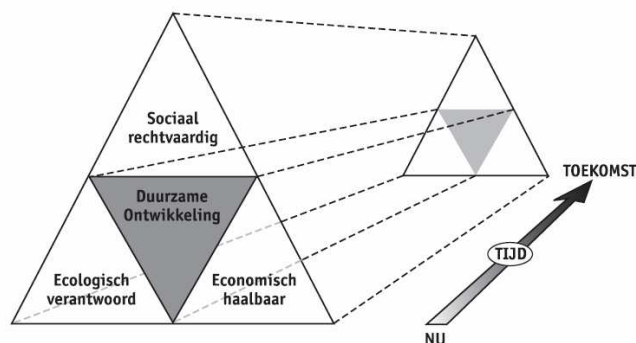 Sociaal
rechtvaardig
Duurzame
Ontwikkeling
Ecologisch
verantwoord
Economisch
haalbaar
TOEKOMST
TIJD
NU